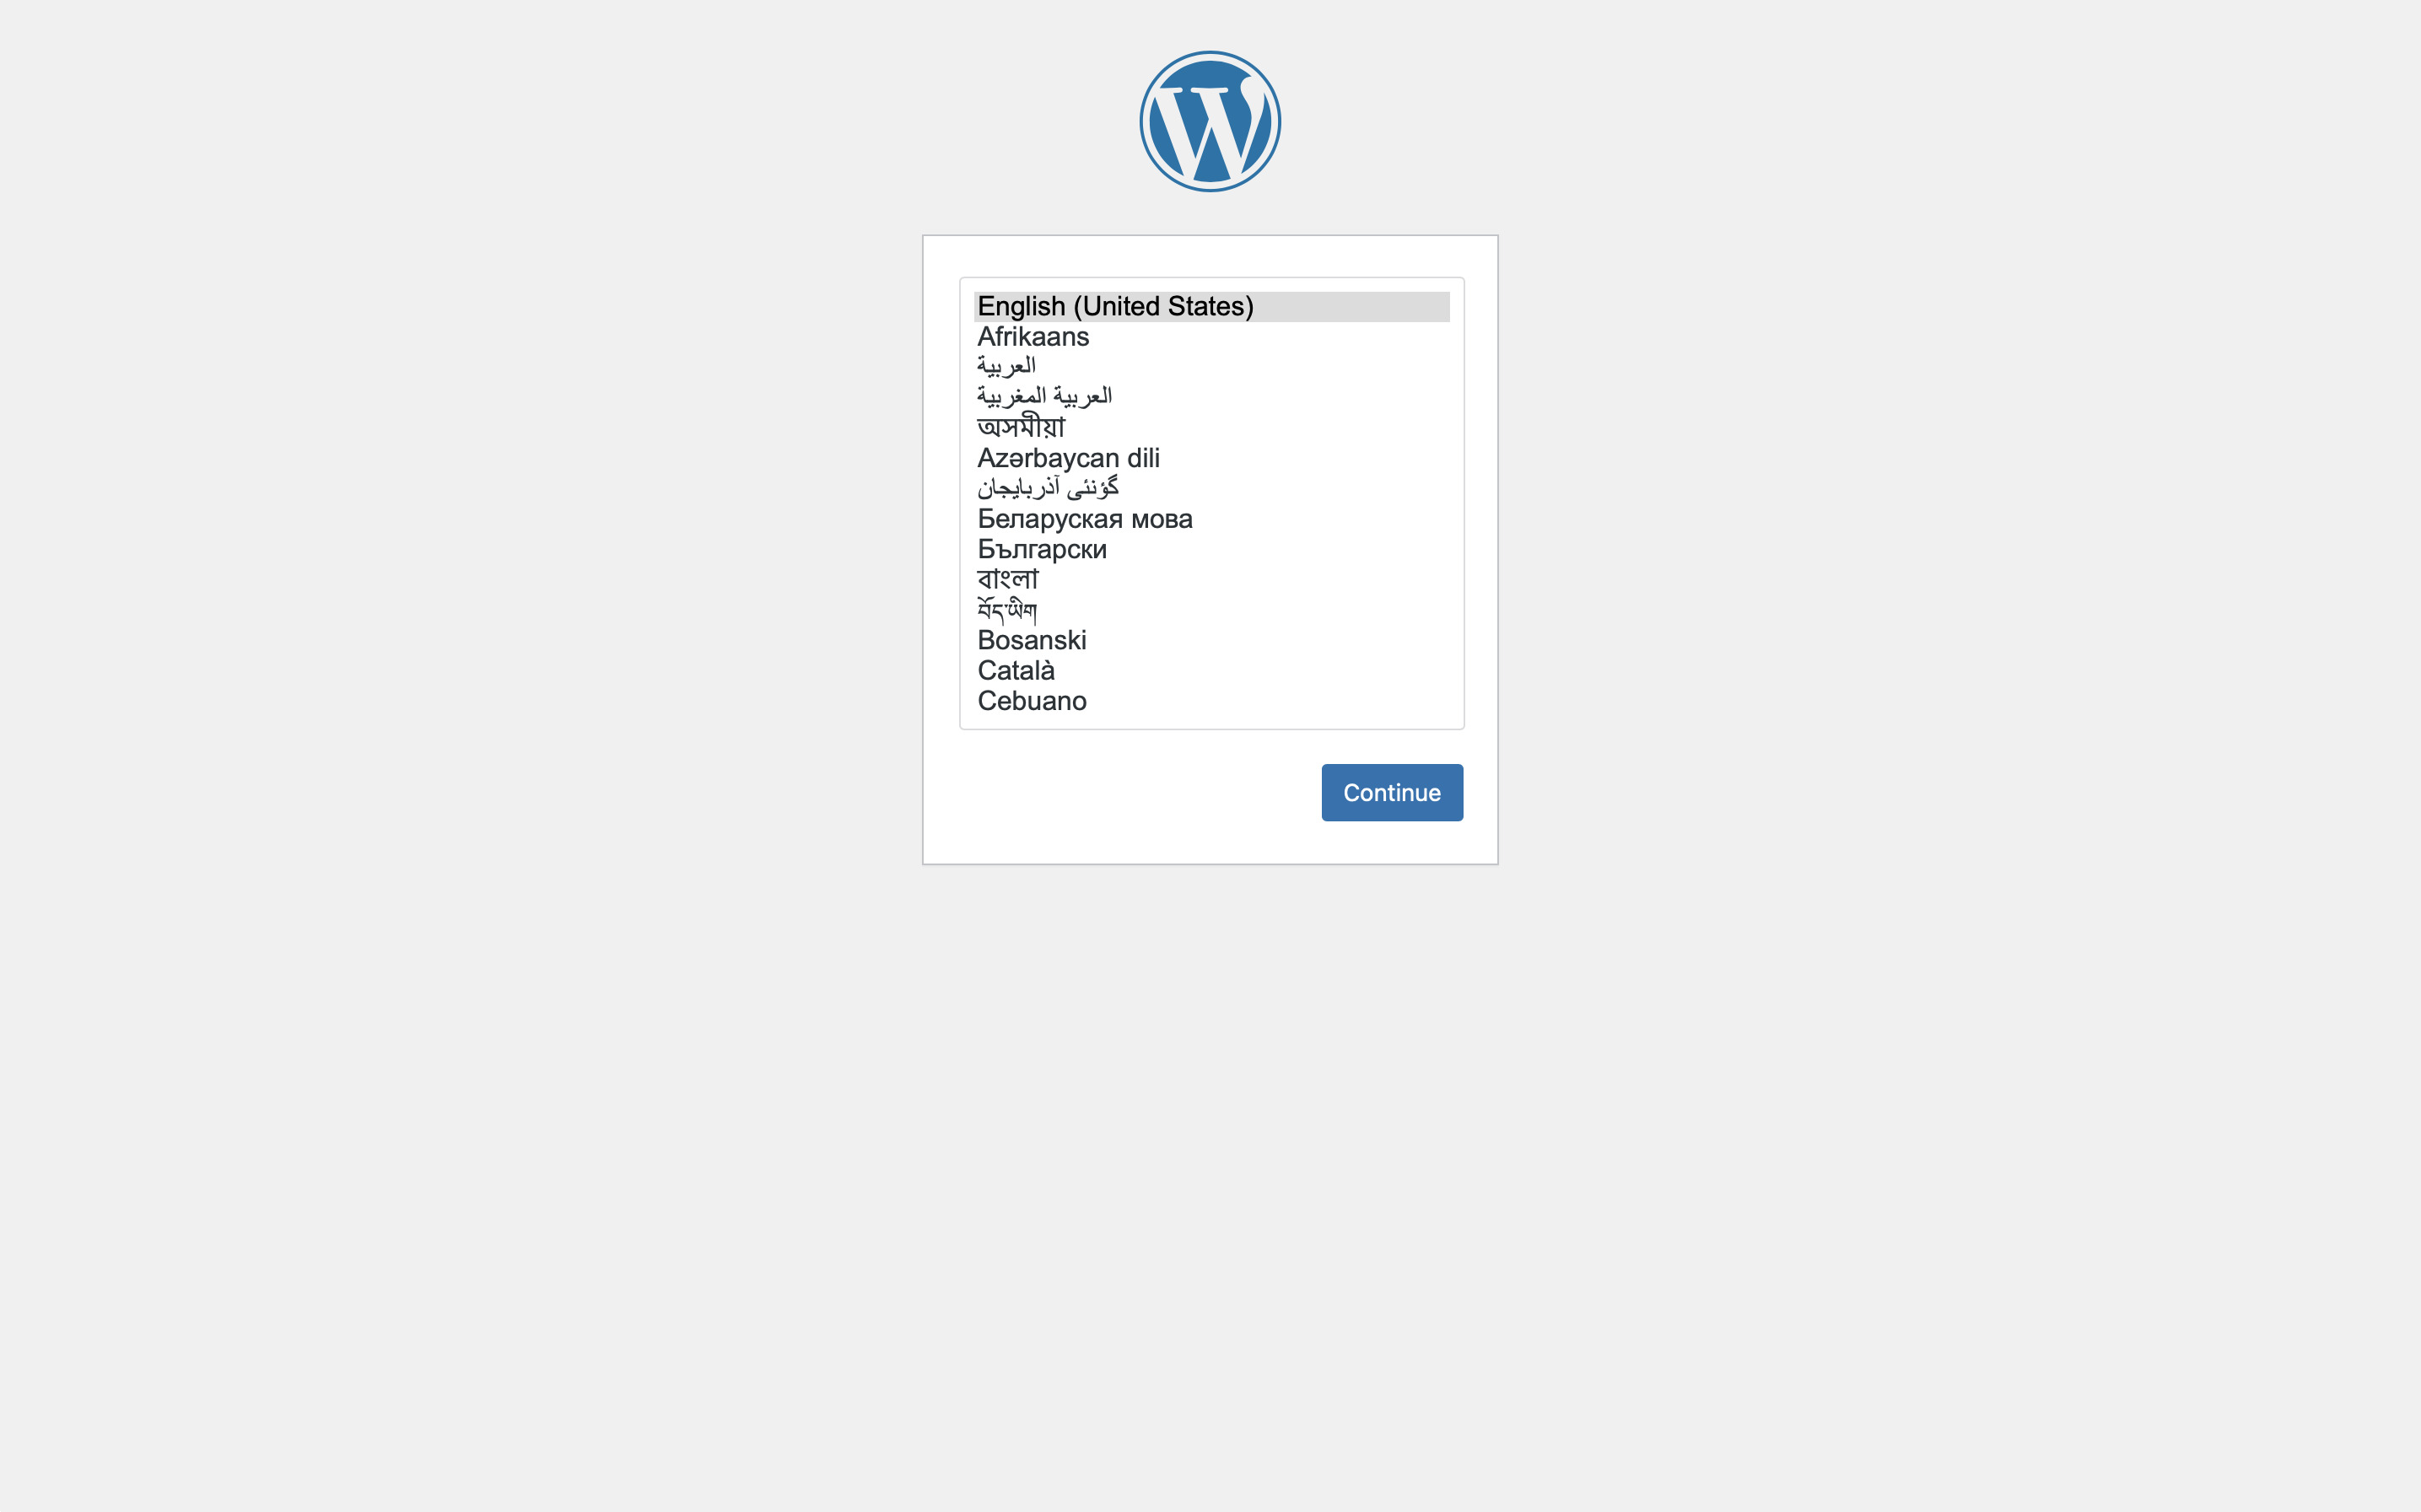 English (United States)
Afrikaans
العربية
العربية المغربية
অসমীয়া
Azərbaycan dili
گؤنئی آذربایجان
Беларуская мова
Български
বাংলা
བོད་ཡིག
Bosanski
Català
Cebuano
Continue